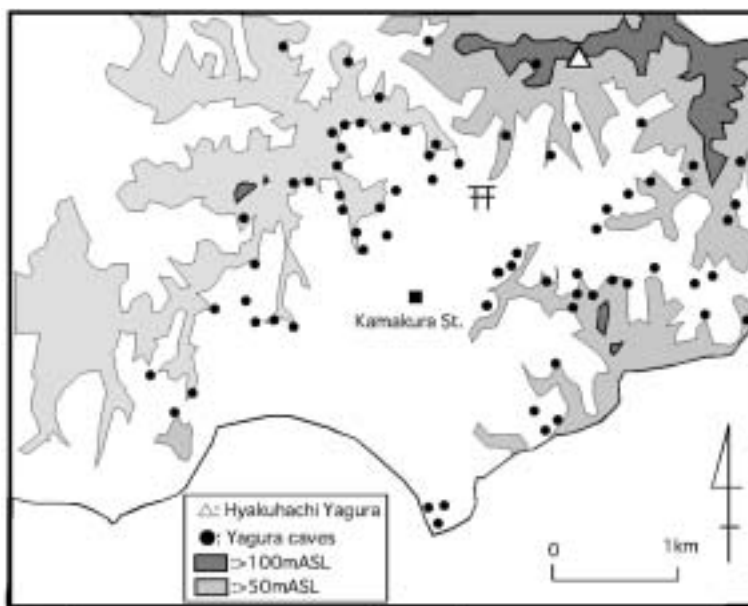 Kamakura St.
△: Hyakuhachi Yagura
●: Yagura caves
:>100mASL
:>50mASL
0 1km